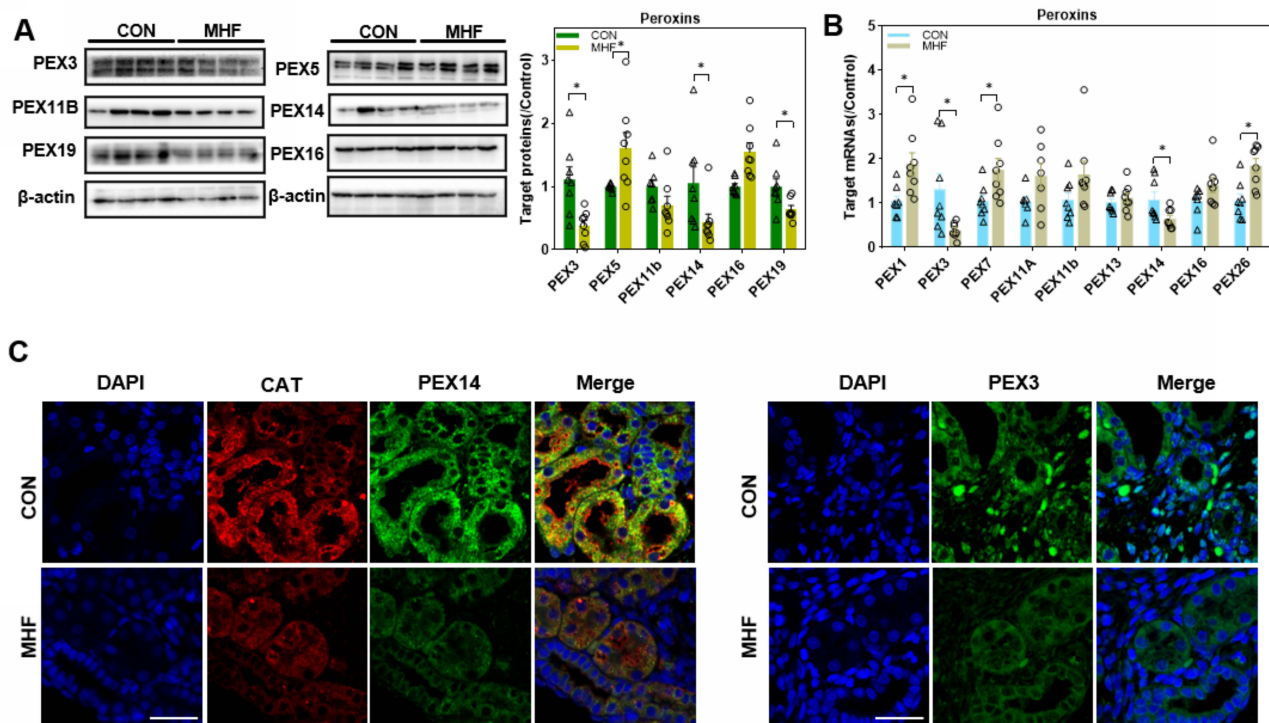 A
CON MHF
PEX3
PEX11B
PEX19
β-actin
CON MHF
PEX5
PEX14
PEX16
β-actin
Peroxins
CON
MHF
Target proteins(/Control)
3
2
1
0
* * * *
PEX3 PEX5 PEX11b PEX14 PEX16 PEX19
B
Peroxins
CON
MHF
Target mRNAs(/Control)
5
4
3
2
1
0
* * * * *
PEX1 PEX3 PEX7 PEX11A PEX11b PEX13 PEX14 PEX16 PEX26
C
DAPI CAT PEX14 Merge
CON
MHF
DAPI PEX3 Merge
CON
MHF